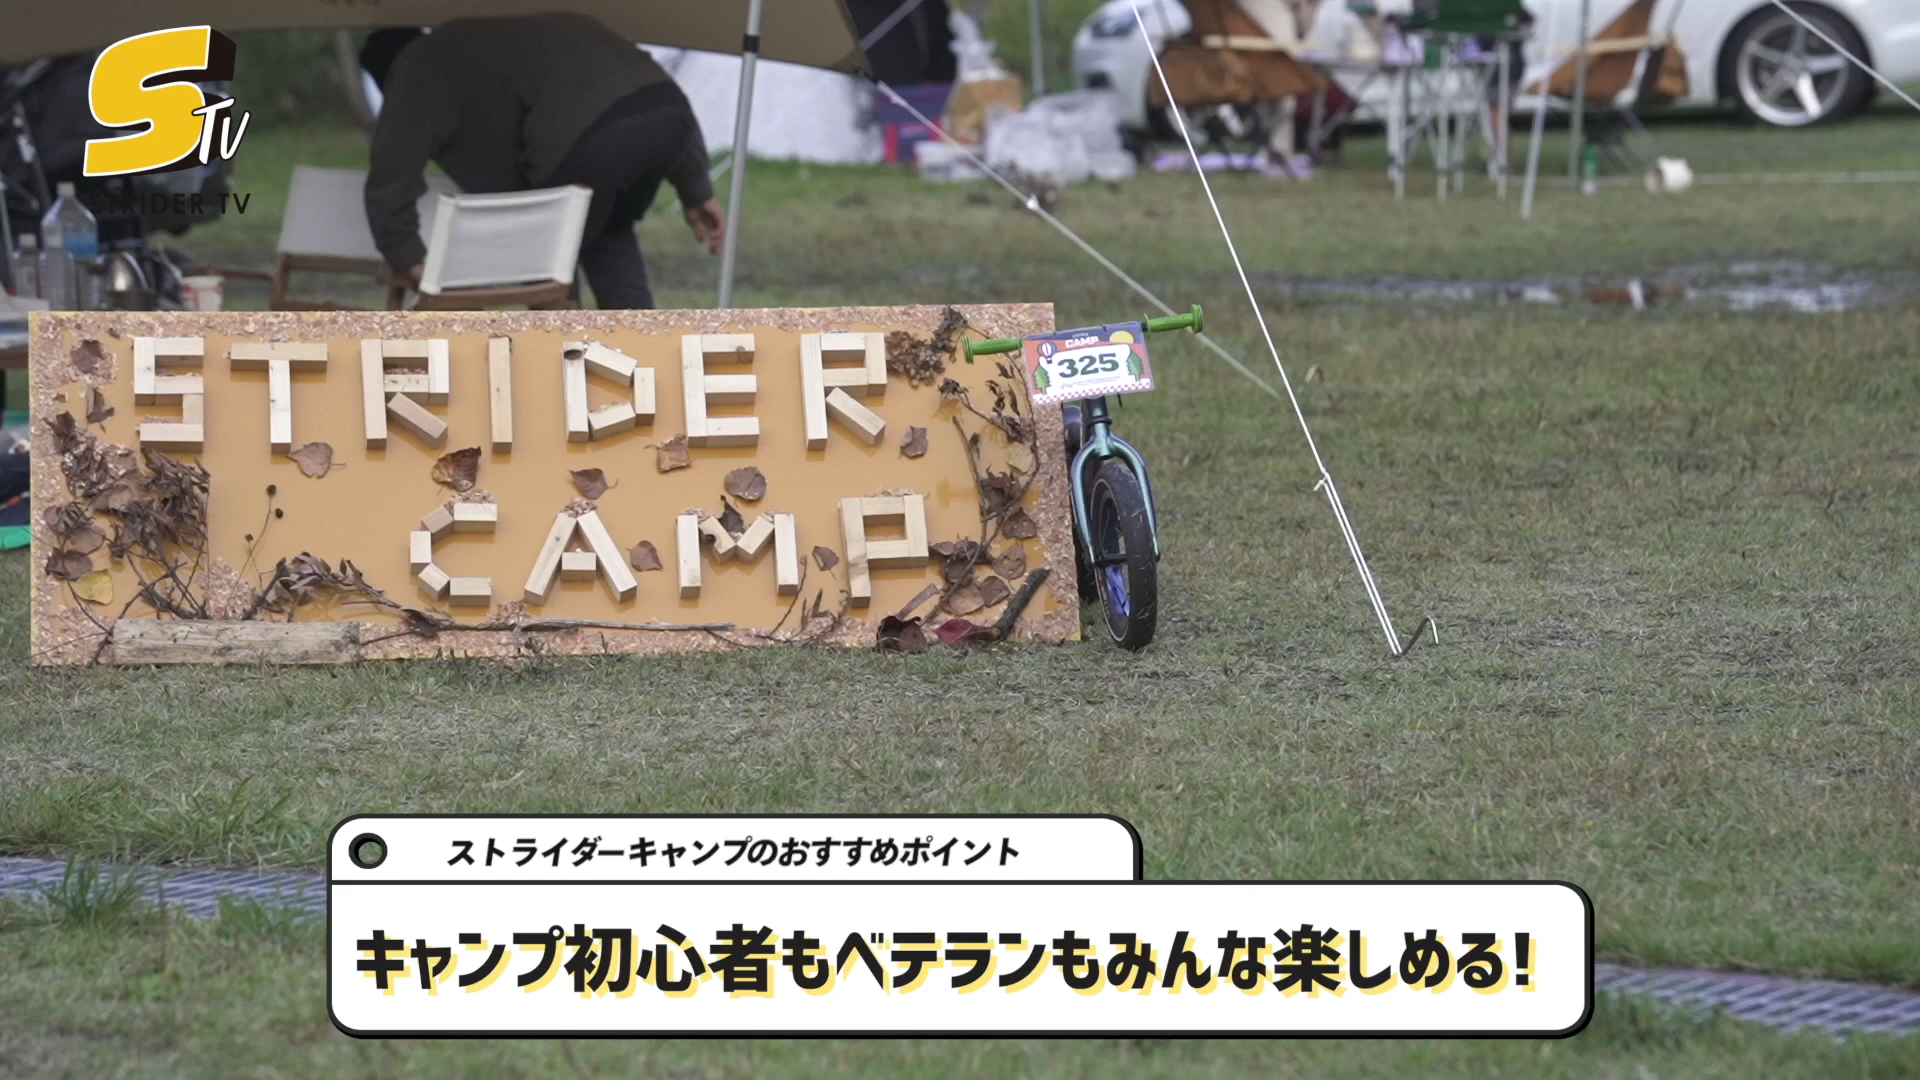 STV
STRIDER TV
STRIDER
CAMP
CAMP
325
ストライダーキャンプのおすすめポイント
キャンプ初心者もベテランもみんな楽しめる!